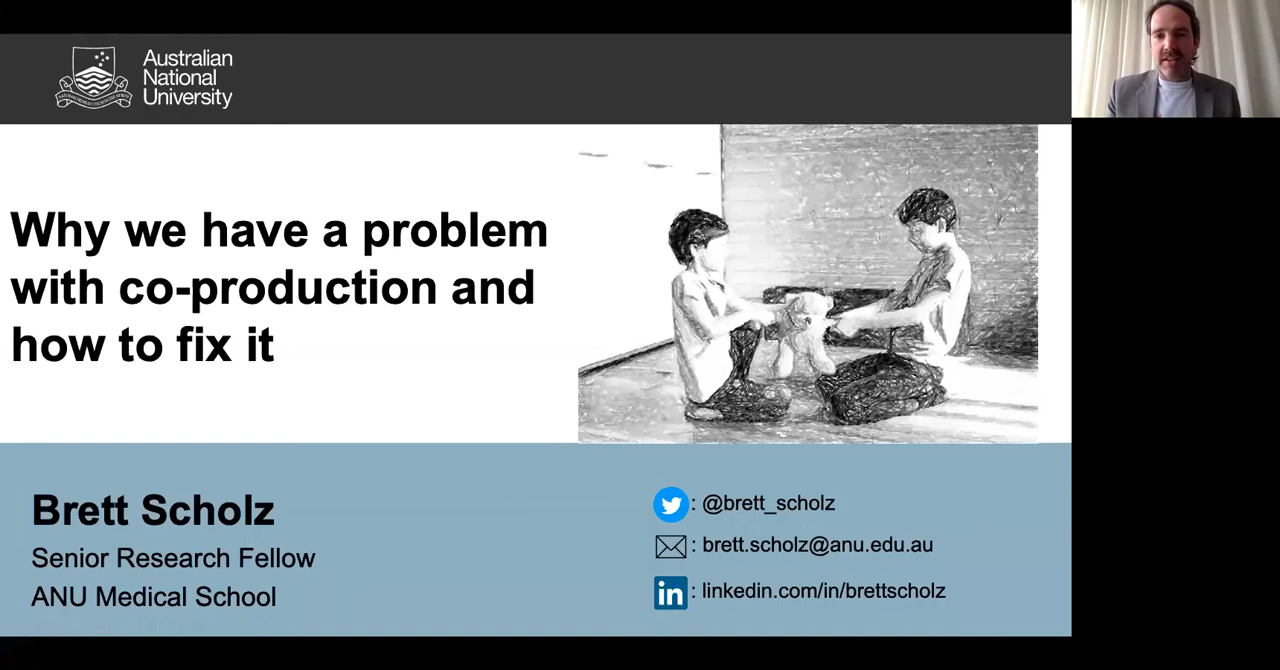 Australian
National
University
Why we have a problem
with co-production and
how to fix it
Brett Scholz
Senior Research Fellow
ANU Medical School
: @brett_scholz
: brett.scholz@anu.edu.au
in : linkedin.com/in/brettscholz